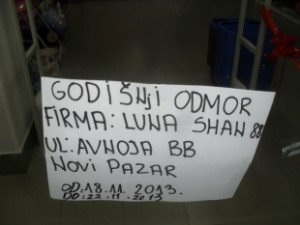 GODIŠNji ODMOR
FIRMA: LUNA SHAN 88
UL: AVNOJA BB
NOVI PAZAR
OD: 18.11. 2013.
DO: 22-11-2013